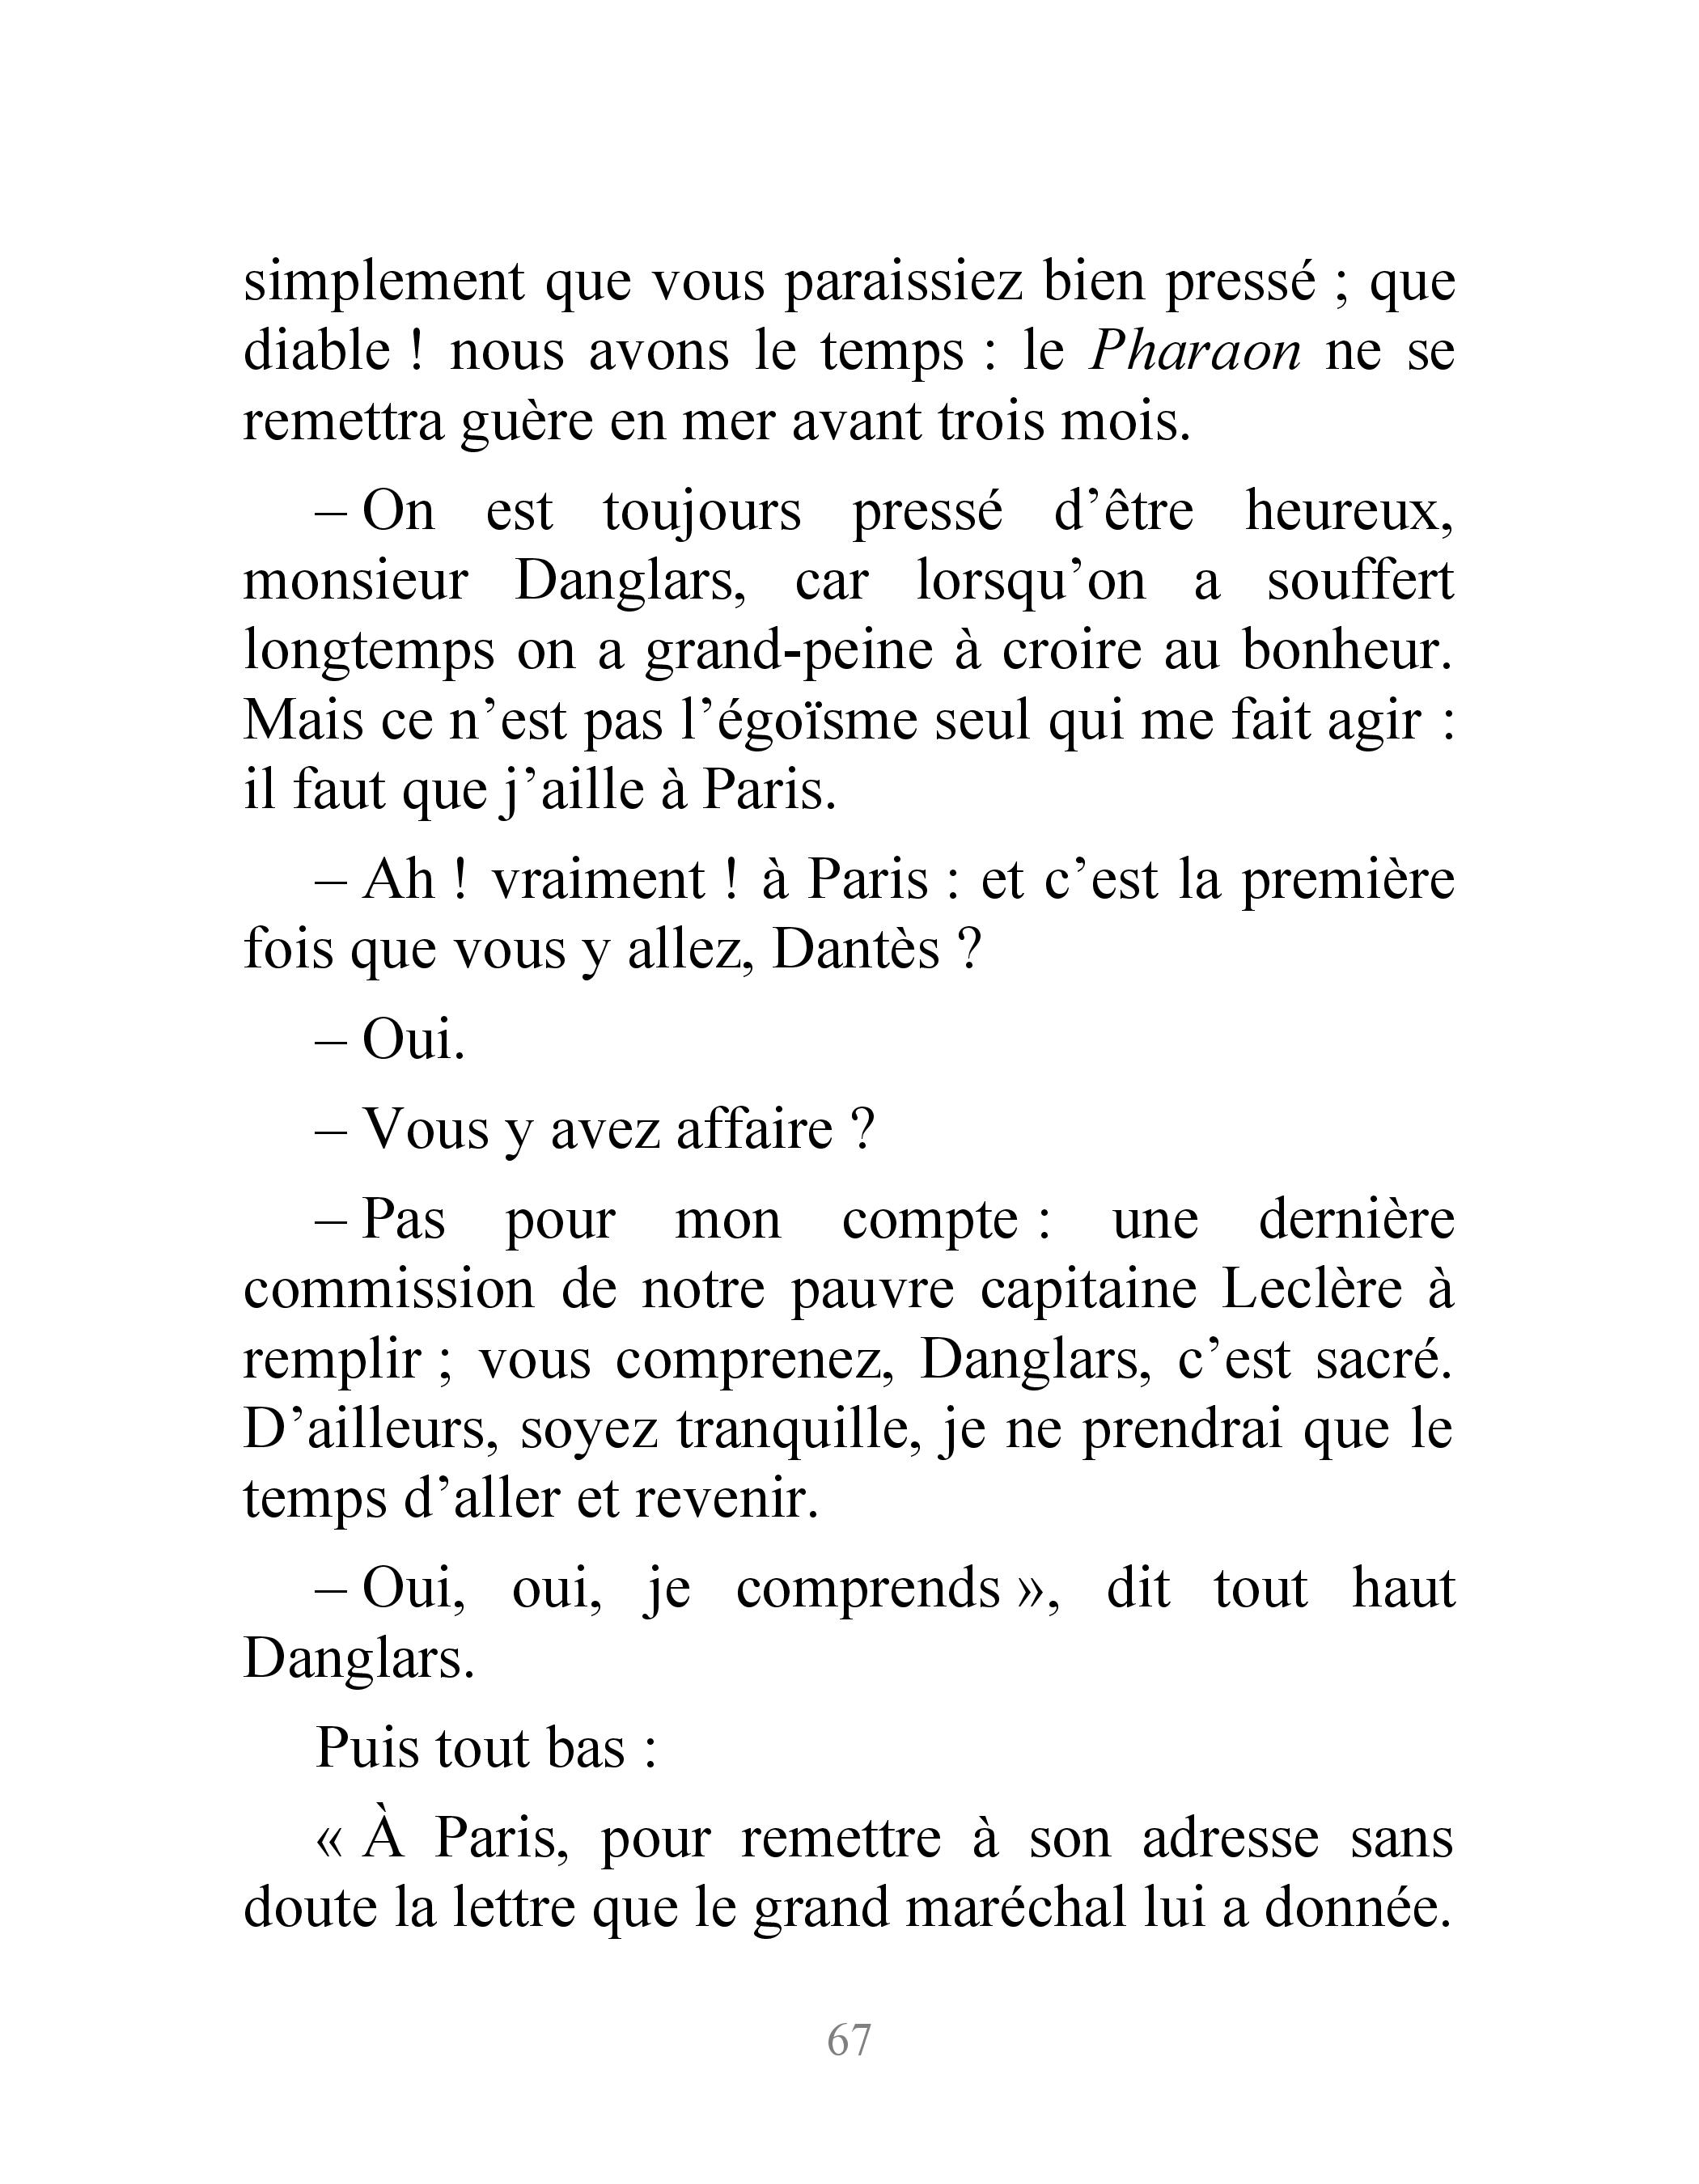 simplement que vous paraissiez bien pressé ; que
diable ! nous avons le temps : le Pharaon ne se
remettra guère en mer avant trois mois.
– On est toujours pressé d’être heureux,
monsieur Danglars, car lorsqu’on a souffert
longtemps on a grand-peine à croire au bonheur.
Mais ce n’est pas l’égoïsme seul qui me fait agir :
il faut que j’aille à Paris.
– Ah ! vraiment ! à Paris : et c’est la première
fois que vous y allez, Dantès ?
– Oui.
– Vous y avez affaire ?
– Pas pour mon compte : une dernière
commission de notre pauvre capitaine Leclère à
remplir ; vous comprenez, Danglars, c’est sacré.
D’ailleurs, soyez tranquille, je ne prendrai que le
temps d’aller et revenir.
– Oui, oui, je comprends », dit tout haut
Danglars.
Puis tout bas :
« À Paris, pour remettre à son adresse sans
doute la lettre que le grand maréchal lui a donnée.
67